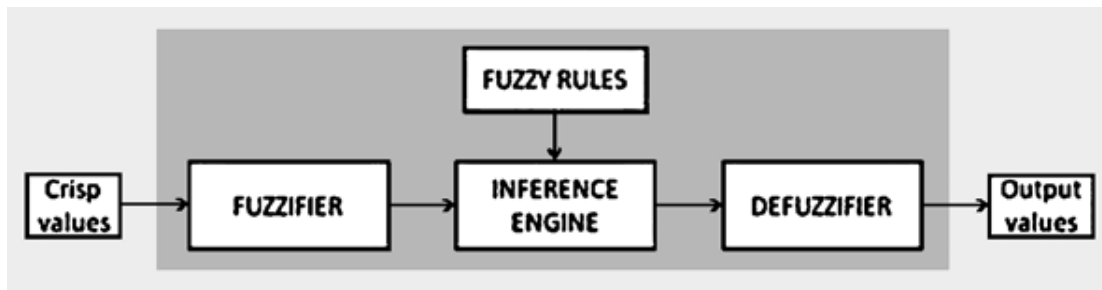 FUZZY RULES
Crisp
values
FUZZIFIER
INFERENCE
ENGINE
DEFUZZIFIER
Output
values